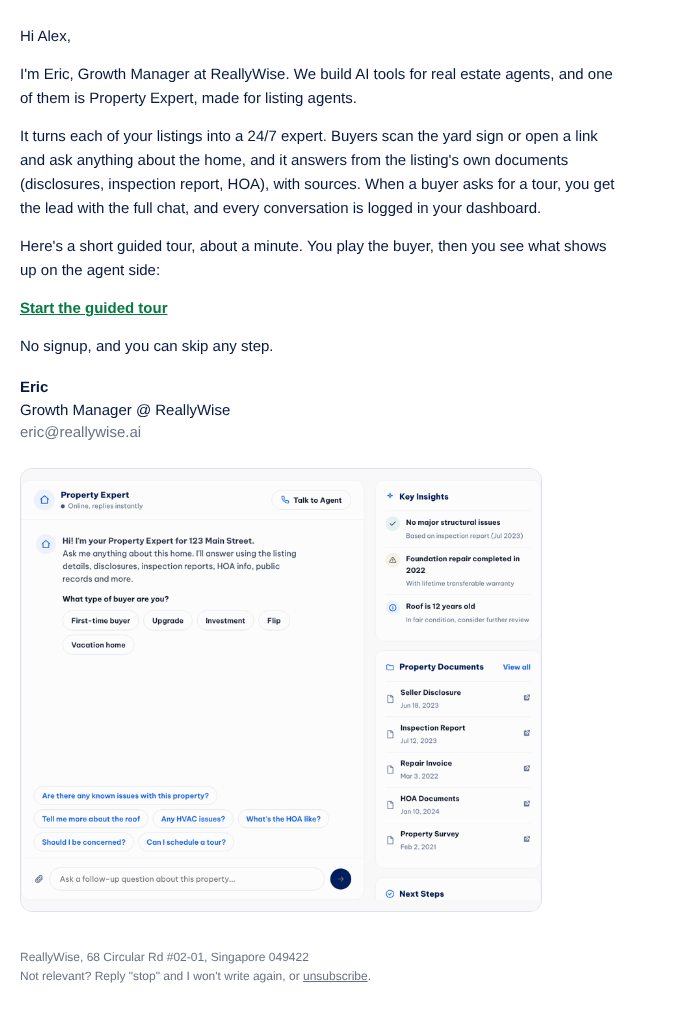 Hi Alex,
I'm Eric, Growth Manager at ReallyWise. We build AI tools for real estate agents, and one
of them is Property Expert, made for listing agents.
It turns each of your listings into a 24/7 expert. Buyers scan the yard sign or open a link
and ask anything about the home, and it answers from the listing's own documents
(disclosures, inspection report, HOA), with sources. When a buyer asks for a tour, you get
the lead with the full chat, and every conversation is logged in your dashboard.
Here's a short guided tour, about a minute. You play the buyer, then you see what shows
up on the agent side:
Start the guided tour
No signup, and you can skip any step.
Eric
Growth Manager @ ReallyWise
eric@reallywise.ai
Property Expert
Online, replies instantly
Talk to Agent
Hi! I'm your Property Expert for 123 Main Street.
Ask me anything about this home. I'll answer using the listing
details, disclosures, inspection reports, HOA info, public
records and more.
What type of buyer are you?
First-time buyer
Upgrade
Investment
Flip
Vacation home
Are there any known issues with this property?
Tell me more about the roof
Any HVAC issues?
What's the HOA like?
Should I be concerned?
Can I schedule a tour?
Ask a follow-up question about this property...
Key Insights
No major structural issues
Based on inspection report (Jul 2023)
Foundation repair completed in
2022
With lifetime transferable warranty
Roof is 12 years old
In fair condition, consider further review
Property Documents
View all
Seller Disclosure
Jun 18, 2023
Inspection Report
Jul 12, 2023
Repair Invoice
Mar 3, 2022
HOA Documents
Jan 10, 2024
Property Survey
Feb 2, 2021
Next Steps
ReallyWise, 68 Circular Rd #02-01, Singapore 049422
Not relevant? Reply "stop" and I won't write again, or unsubscribe.